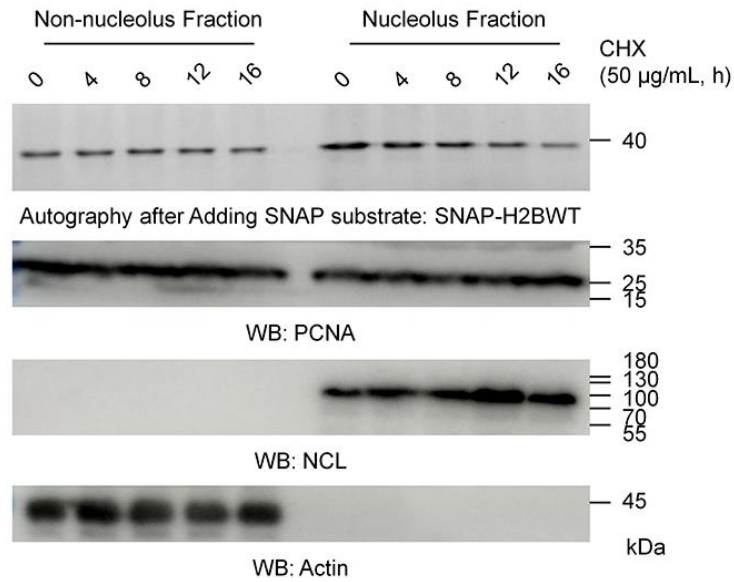 Non-nucleolus Fraction Nucleolus Fraction
CHX
(50 µg/mL, h)
0 4 8 12 16 0 4 8 12 16
40
Autography after Adding SNAP substrate: SNAP-H2BWT
35
25
15
WB: PCNA
180
130
100
70
55
WB: NCL
45
kDa
WB: Actin